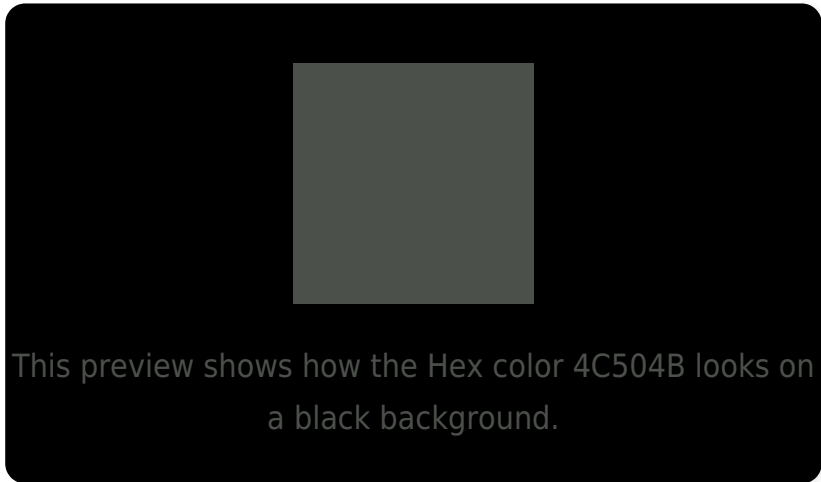 This preview shows how the Hex color 4C504B looks on
a black background.